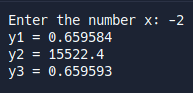 Enter the number x: -2
y1 = 0.659584
y2 = 15522.4
y3 = 0.659593